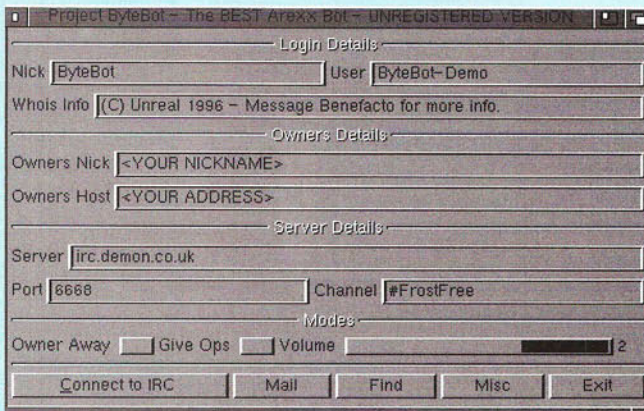 Project ByteBot - The BEST Arexx Bot - UNREGISTERED VERSION
Login Details
Nick ByteBot User ByteBot-Demo
Whois Info (C) Unreal 1996 - Message Benefacto for more info.
Owners Details
Owners Nick <YOUR NICKNAME>
Owners Host <YOUR ADDRESS>
Server Details
Server irc.demon.co.uk
Port 6668 Channel #FrostFree
Modes
Owner Away Give Ops Volume 2
Connect to IRC Mail Find Misc Exit